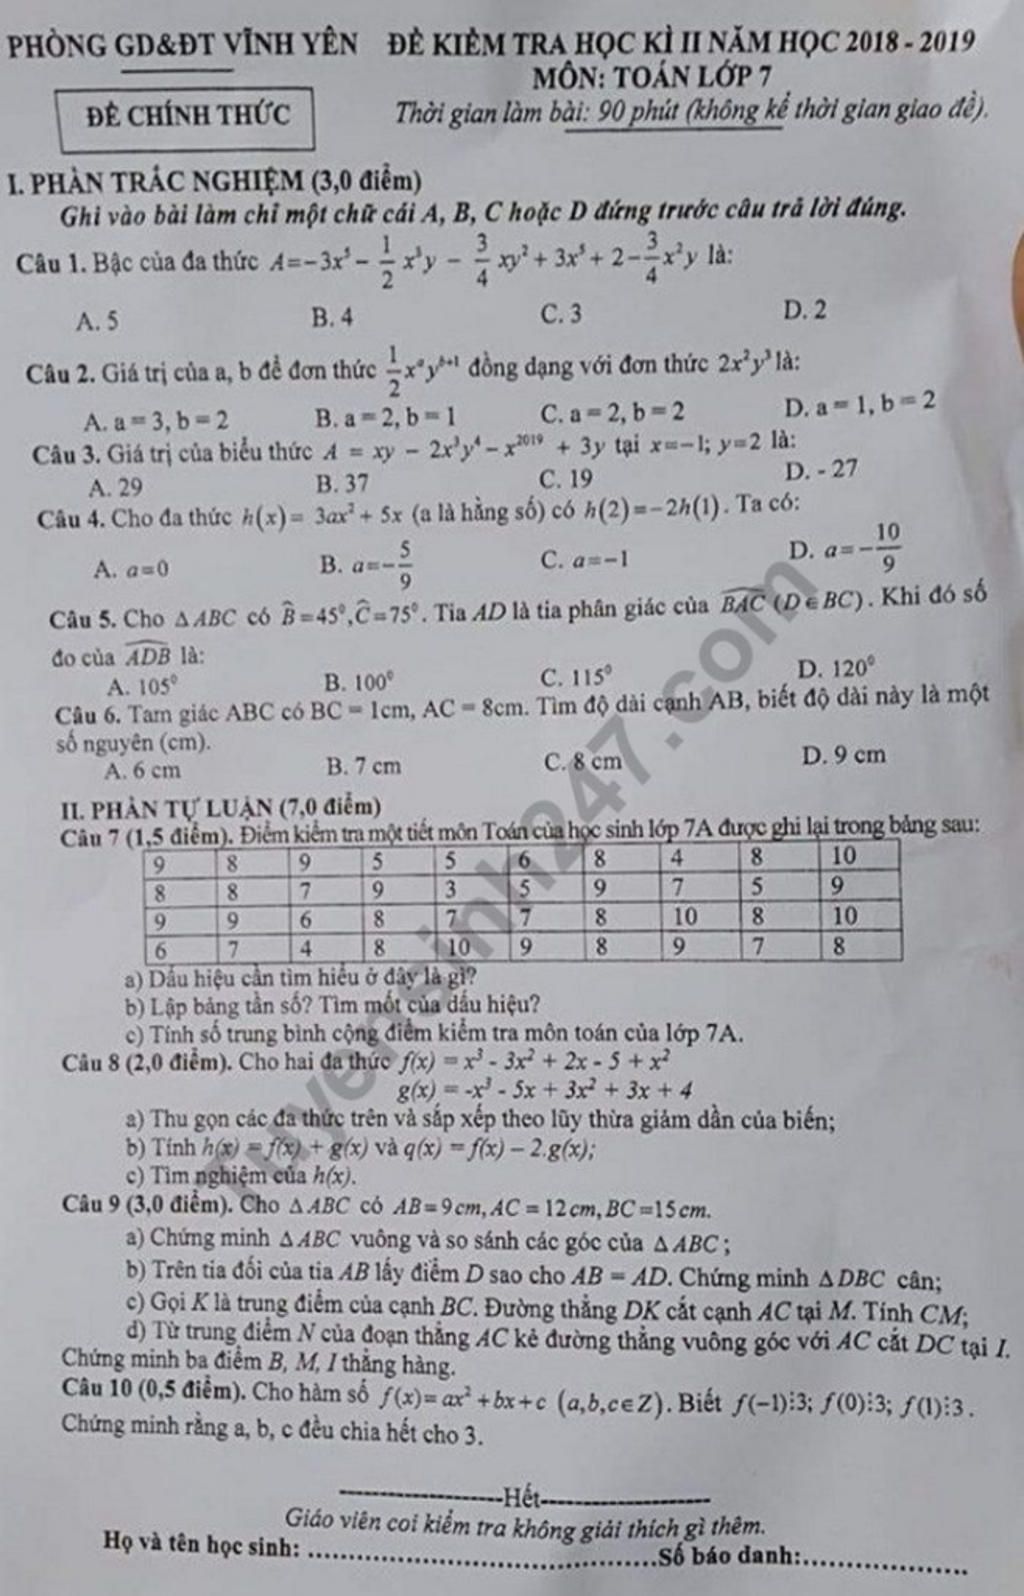 PHÒNG GD&ĐT VĨNH YÊN ĐỀ KIỂM TRA HỌC KÌ II NĂM HỌC 2018 - 2019
MÔN: TOÁN LỚP 7
ĐỀ CHÍNH THỨC
Thời gian làm bài: 90 phút (không kể thời gian giao đề).
I. PHẦN TRẮC NGHIỆM (3,0 điểm)
Ghi vào bài làm chỉ một chữ cái A, B, C hoặc D đứng trước câu trả lời đúng.
Câu 1. Bậc của đa thức A=-3x⁵ - 1/2 x³y - 3/4 xy² + 3x⁵ + 2 - 3/4 x²y là:
A. 5 B. 4 C. 3 D. 2
Câu 2. Giá trị của a, b để đơn thức 1/2 xᵃyᵇ⁺¹ đồng dạng với đơn thức 2x²y³ là:
A. a = 3, b = 2 B. a = 2, b = 1 C. a = 2, b = 2 D. a = 1, b = 2
Câu 3. Giá trị của biểu thức A = xy - 2x³y⁴ - x²⁰¹⁹ + 3y tại x=-1; y=2 là:
A. 29 B. 37 C. 19 D. - 27
Câu 4. Cho đa thức h(x)= 3ax² + 5x (a là hằng số) có h(2)=-2h(1). Ta có:
A. a=0 B. a=-5/9 C. a=-1 D. a=-10/9
Câu 5. Cho △ABC có B̂=45⁰,Ĉ=75⁰. Tia AD là tia phân giác của BAC (D∈BC). Khi đó số
đo của ADB là:
A. 105⁰ B. 100⁰ C. 115⁰ D. 120⁰
Câu 6. Tam giác ABC có BC = 1cm, AC = 8cm. Tìm độ dài cạnh AB, biết độ dài này là một
số nguyên (cm).
A. 6 cm B. 7 cm C. 8 cm D. 9 cm
II. PHẦN TỰ LUẬN (7,0 điểm)
Câu 7 (1,5 điểm). Điểm kiểm tra một tiết môn Toán của học sinh lớp 7A được ghi lại trong bảng sau:
9 8 9 5 5 6 8 4 8 10
8 8 7 9 3 5 9 7 5 9
9 9 6 8 7 7 8 10 8 10
6 7 4 8 10 9 8 9 7 8
a) Dấu hiệu cần tìm hiểu ở đây là gì?
b) Lập bảng tần số? Tìm mốt của dấu hiệu?
c) Tính số trung bình cộng điểm kiểm tra môn toán của lớp 7A.
Câu 8 (2,0 điểm). Cho hai đa thức f(x) = x³ - 3x² + 2x - 5 + x²
g(x) = -x³ - 5x + 3x² + 3x + 4
a) Thu gọn các đa thức trên và sắp xếp theo lũy thừa giảm dần của biến;
b) Tính h(x) = f(x) + g(x) và q(x) = f(x) – 2.g(x);
c) Tìm nghiệm của h(x).
Câu 9 (3,0 điểm). Cho △ABC có AB=9cm, AC = 12cm, BC =15cm.
a) Chứng minh △ABC vuông và so sánh các góc của △ABC;
b) Trên tia đối của tia AB lấy điểm D sao cho AB = AD. Chứng minh △DBC cân;
c) Gọi K là trung điểm của cạnh BC. Đường thẳng DK cắt cạnh AC tại M. Tính CM;
d) Từ trung điểm N của đoạn thẳng AC kẻ đường thẳng vuông góc với AC cắt DC tại I.
Chứng minh ba điểm B, M, I thẳng hàng.
Câu 10 (0,5 điểm). Cho hàm số f(x)=ax²+bx+c (a,b,c∈Z). Biết f(-1)⋮3; f(0)⋮3; f(1)⋮3.
Chứng minh rằng a, b, c đều chia hết cho 3.
--------------------Hết--------------------
Giáo viên coi kiểm tra không giải thích gì thêm.
Họ và tên học sinh: ........................................Số báo danh:....................
Tuyensinh247.com